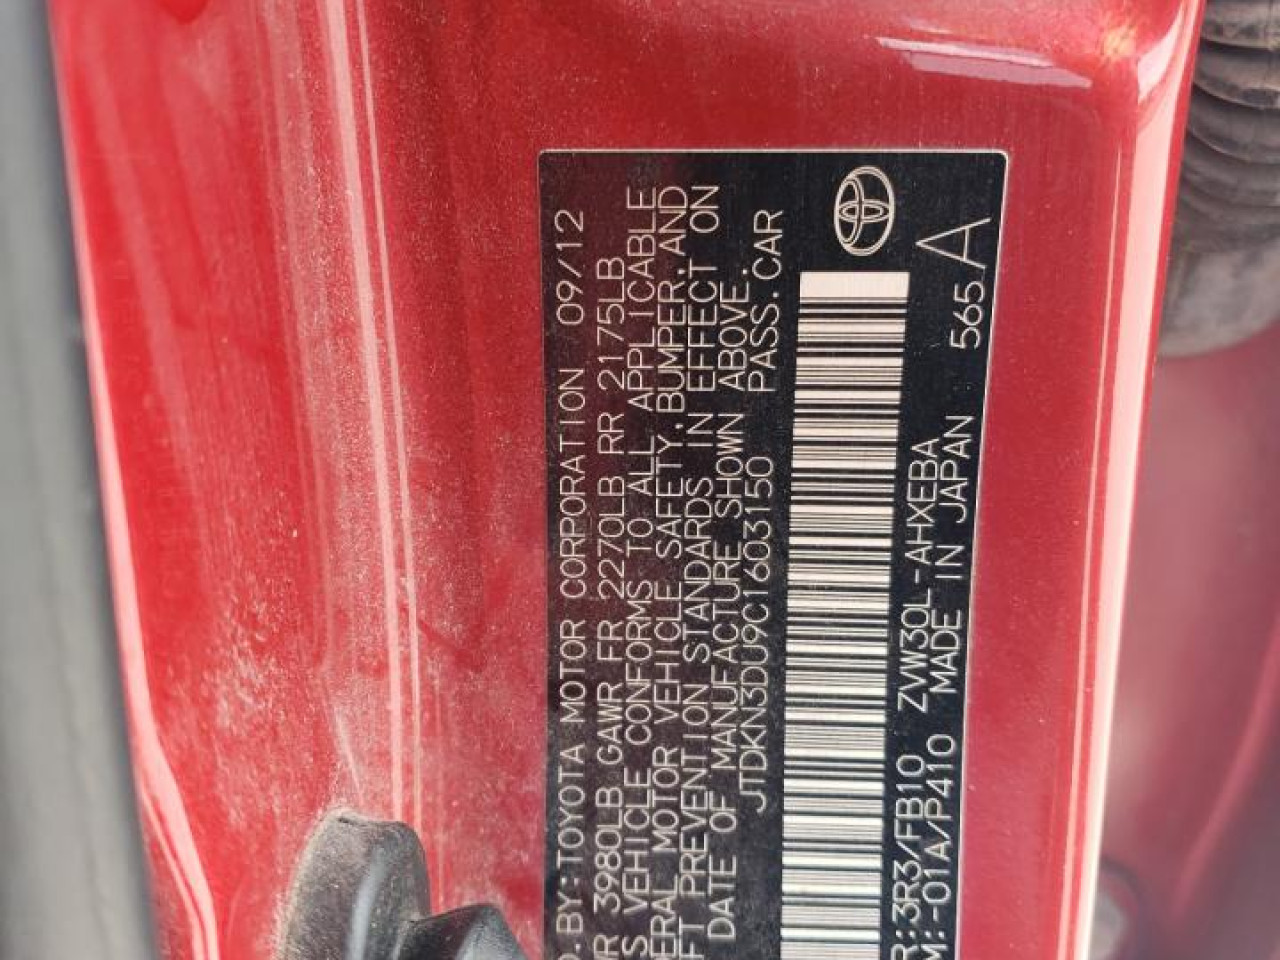 D.BY:TOYOTA MOTOR CORPORATION 09/12
WR 3980LB GAWR FR 2270LB RR 2175LB
S VEHICLE CONFORMS TO ALL APPLICABLE
DERAL MOTOR VEHICLE SAFETY,BUMPER,AND
FT PREVENTION STANDARDS IN EFFECT ON
DATE OF MANUFACTURE SHOWN ABOVE.
JTDKN3DU9C1603150 PASS.CAR
R:3R3/FB10 ZVW30L-AHXEBA
M:-01A/P410 MADE IN JAPAN 565 A